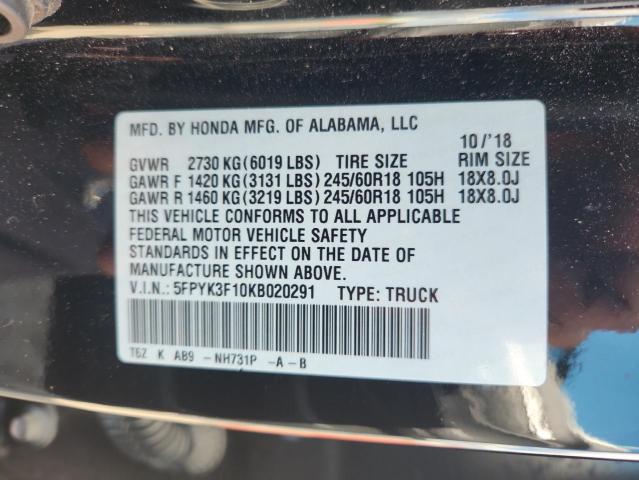 MFD. BY HONDA MFG. OF ALABAMA, LLC
10/'18
GVWR 2730 KG(6019 LBS) TIRE SIZE RIM SIZE
GAWR F 1420 KG(3131 LBS)245/60R18 105H 18X8.0J
GAWR R 1460 KG(3219 LBS)245/60R18 105H 18X8.0J
THIS VEHICLE CONFORMS TO ALL APPLICABLE
FEDERAL MOTOR VEHICLE SAFETY
STANDARDS IN EFFECT ON THE DATE OF
MANUFACTURE SHOWN ABOVE.
V.I.N.: 5FPYK3F10KB020291 TYPE: TRUCK
T6Z K AB9 -NH731P -A-B